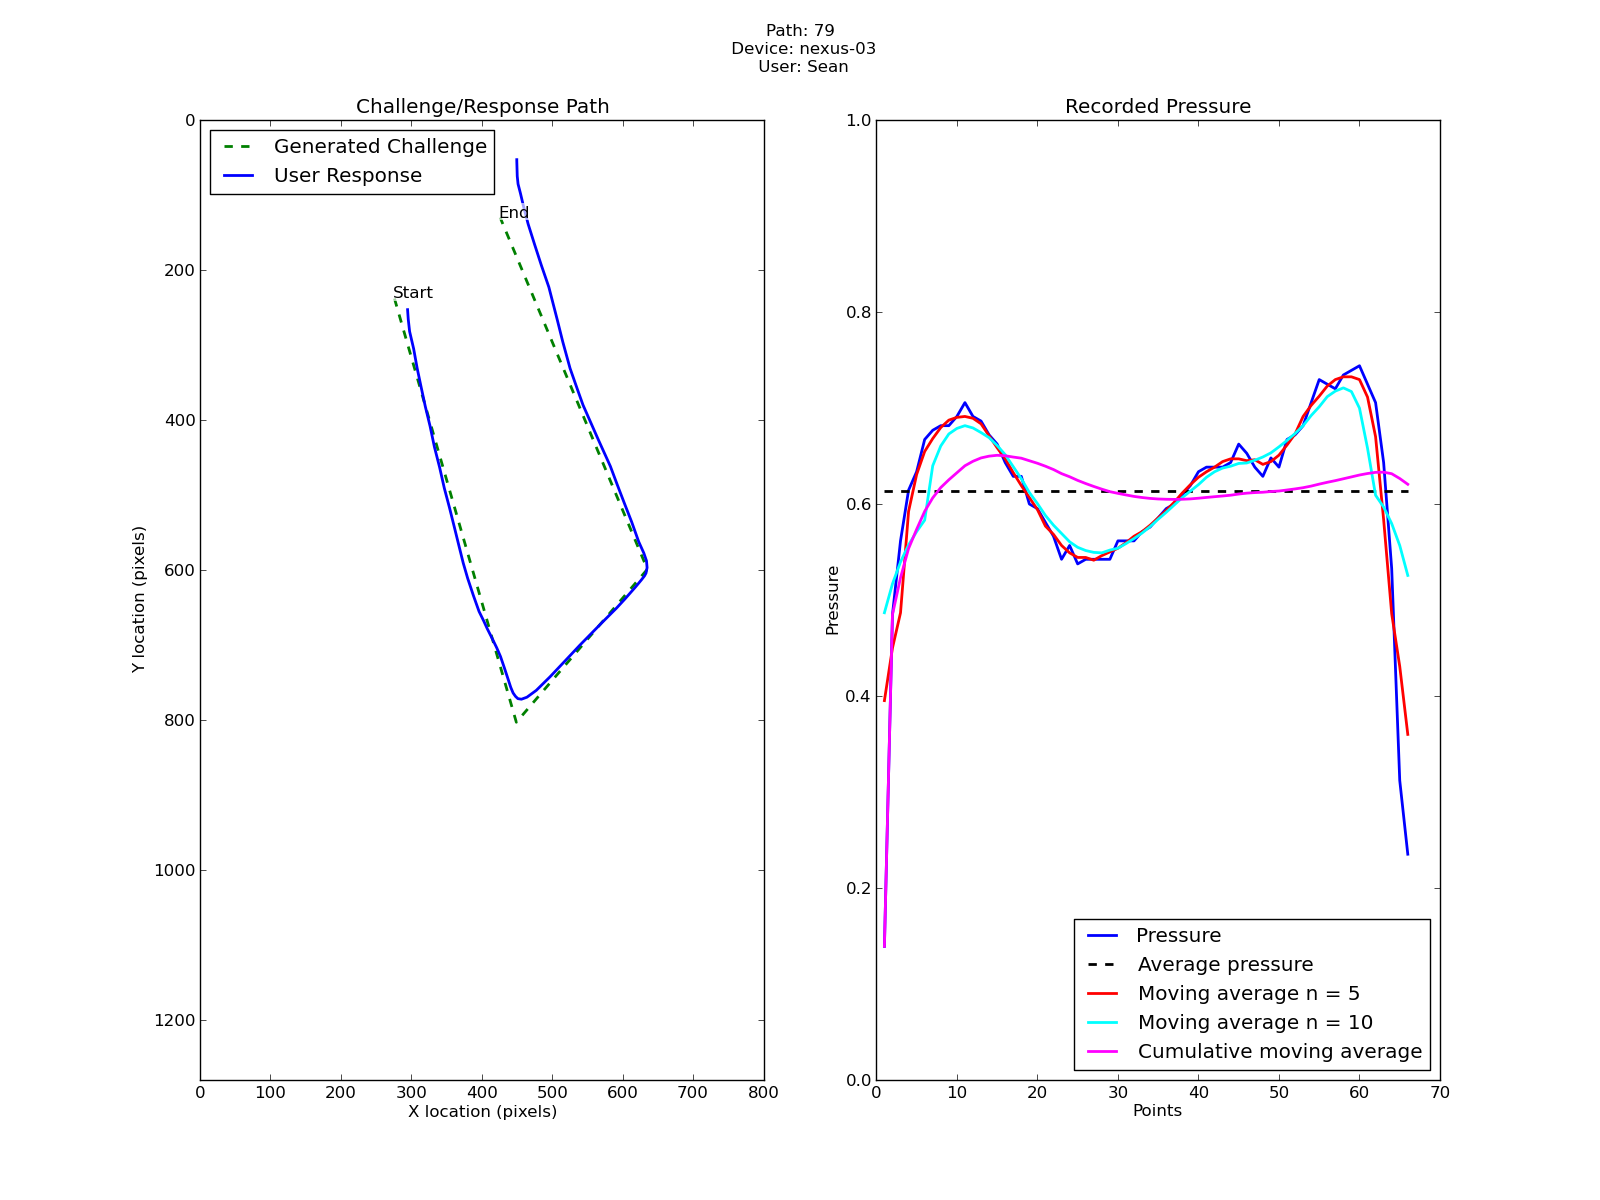 Path: 79
Device: nexus-03
User: Sean
Challenge/Response Path
Generated Challenge
User Response
End
Start
0
200
400
600
800
1000
1200
Y location (pixels)
0 100 200 300 400 500 600 700 800
X location (pixels)
Recorded Pressure
1.0
0.8
0.6
0.4
0.2
0.0
Pressure
Pressure
Average pressure
Moving average n = 5
Moving average n = 10
Cumulative moving average
0 10 20 30 40 50 60 70
Points